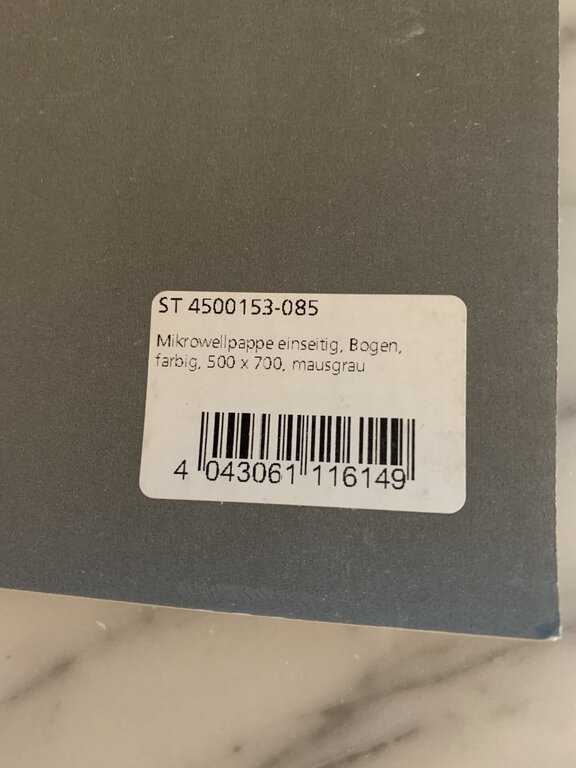 ST 4500153-085
Mikrowellpappe einseitig, Bogen,
farbig, 500 x 700, mausgrau
4 043061 116149